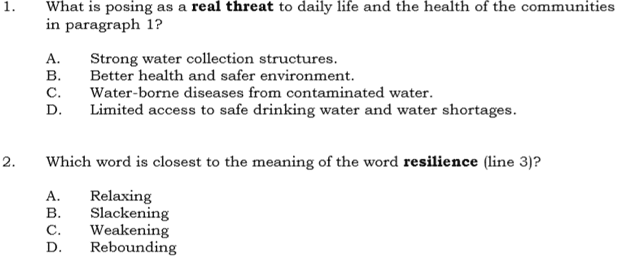 1. What is posing as a real threat to daily life and the health of the communities
in paragraph 1?
A. Strong water collection structures.
B. Better health and safer environment.
C. Water-borne diseases from contaminated water.
D. Limited access to safe drinking water and water shortages.
2. Which word is closest to the meaning of the word resilience (line 3)?
A. Relaxing
B. Slackening
C. Weakening
D. Rebounding